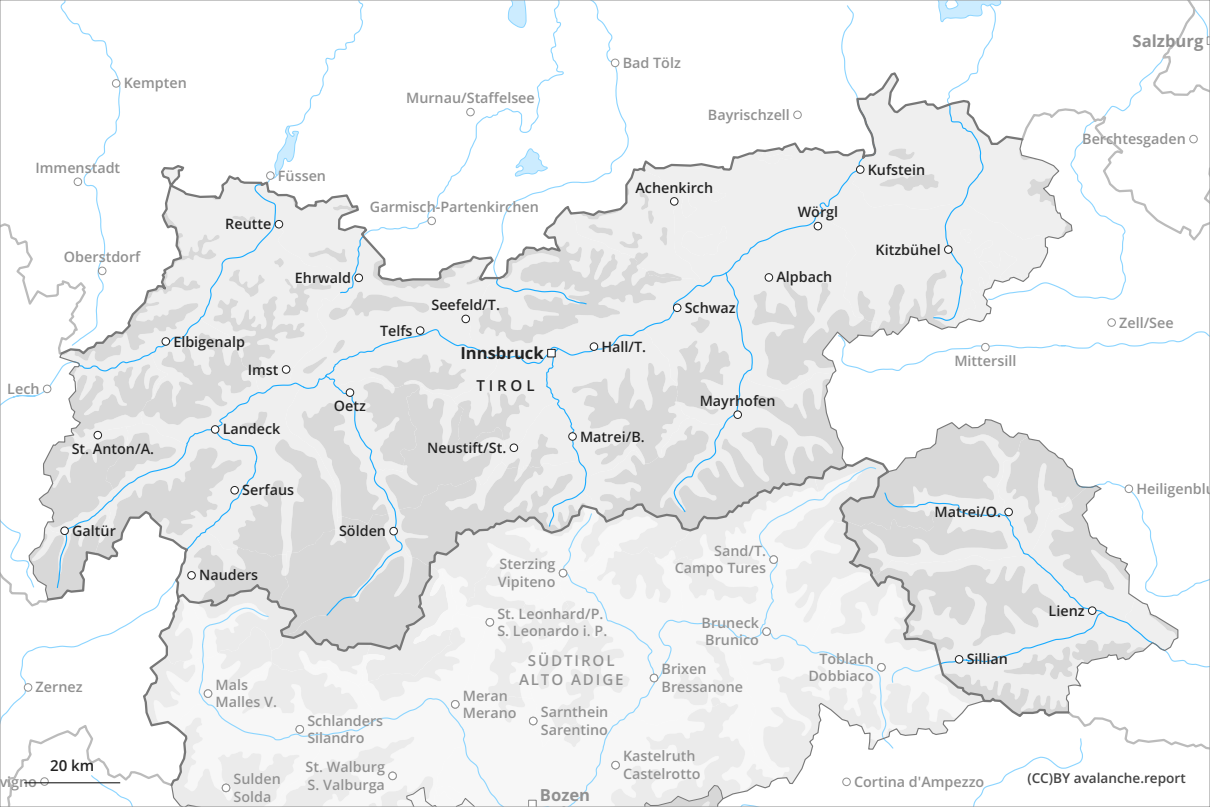 Salzburg
Bad Tölz
Kempten
Murnau/Staffelsee
Bayrischzell
Berchtesgaden
Immenstadt
Füssen
Kufstein
Achenkirch
Garmisch-Partenkirchen
Wörgl
Reutte
Kitzbühel
Oberstdorf
Ehrwald
Alpbach
Seefeld/T.
Schwaz
Zell/See
Telfs
Elbigenalp
Hall/T.
Innsbruck
Mittersill
Imst
TIROL
Lech
Oetz
Mayrhofen
Landeck
Matrei/B.
St. Anton/A.
Neustift/St.
Serfaus
Heiligenblu
Matrei/O.
Galtür
Sölden
Sand/T.
Campo Tures
Sterzing
Vipiteno
Nauders
Lienz
St. Leonhard/P.
S. Leonardo i. P.
Bruneck
Brunico
SÜDTIROL
ALTO ADIGE
Sillian
Toblach
Dobbiaco
Brixen
Bressanone
Zernez
Mals
Malles V.
Meran
Merano
Sarnthein
Sarentino
Schlanders
Silandro
Kastelruth
Castelrotto
20 km
St. Walburg
S. Valburga
(CC)BY avalanche.report
vigno
Sulden
Solda
Cortina d'Ampezzo
Bozen